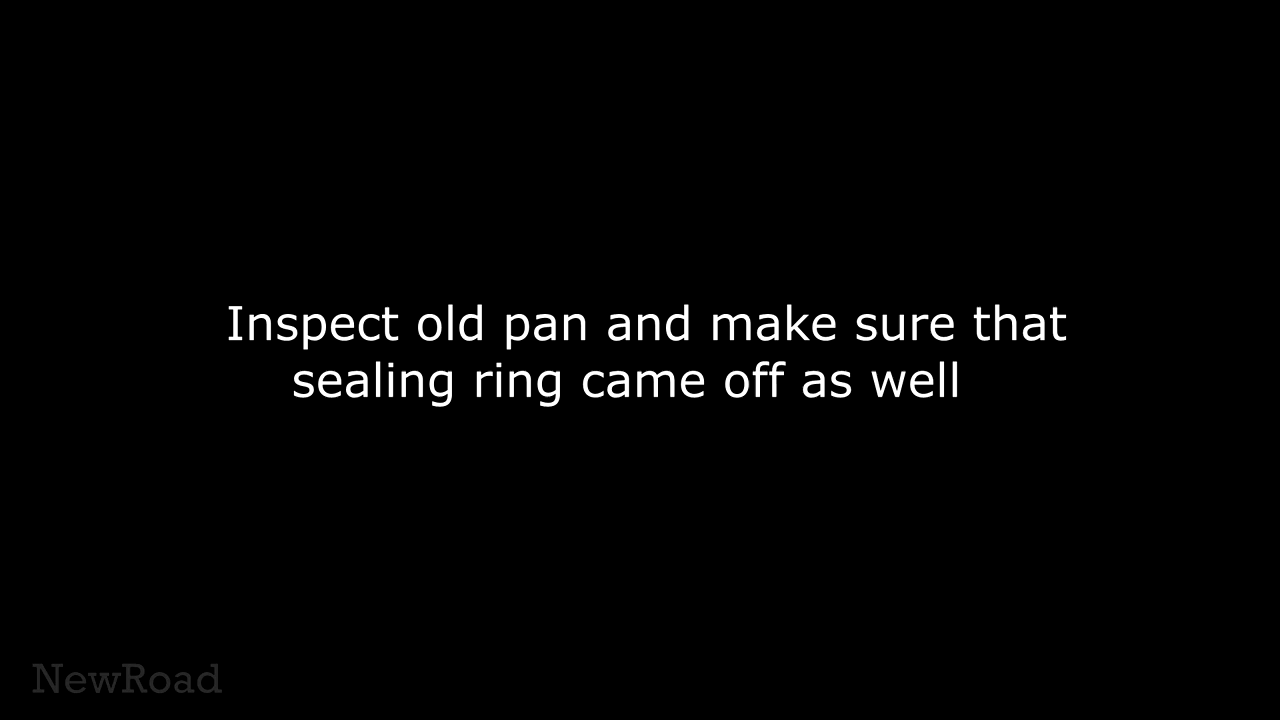 Inspect old pan and make sure that
sealing ring came off as well
NewRoad